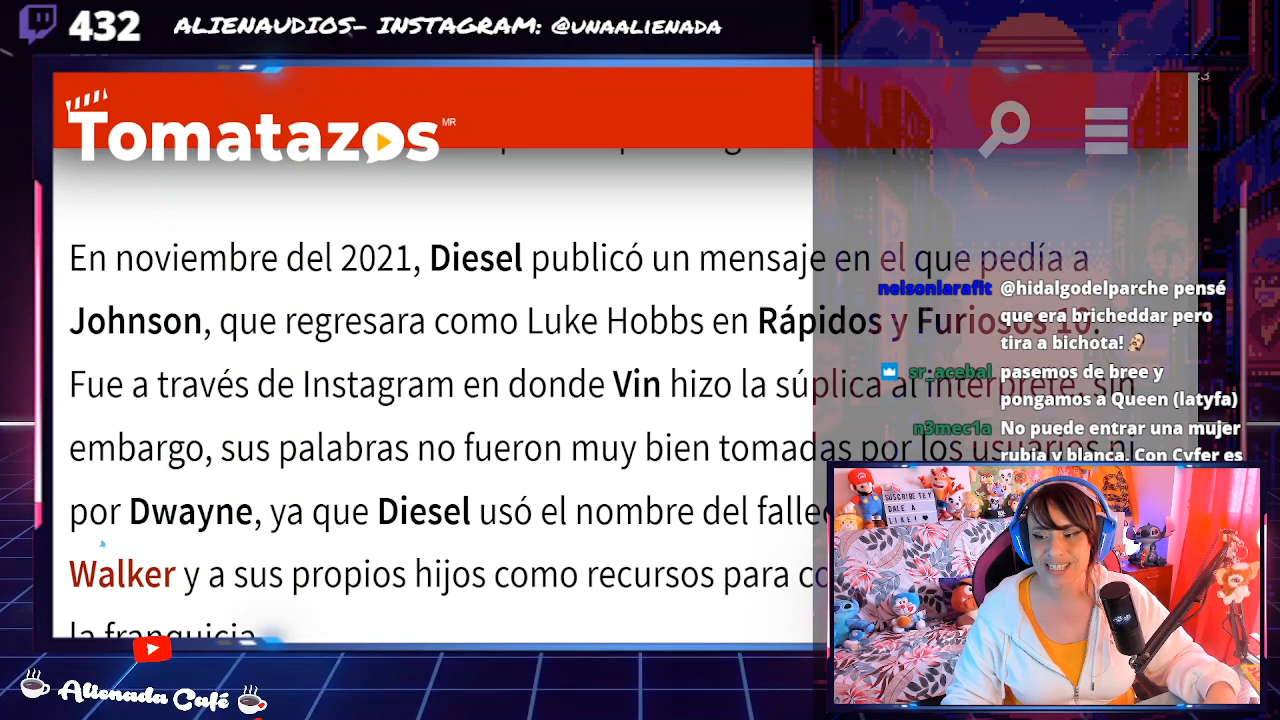 432
ALIENAUDIOS- INSTAGRAM: @UNAALIENADA
Tomatazos MR
En noviembre del 2021, Diesel publicó un mensaje en el que pedía a
Johnson, que regresara como Luke Hobbs en Rápidos y Furiosos 10.
Fue a través de Instagram en donde Vin hizo la súplica al intérprete, sin
embargo, sus palabras no fueron muy bien tomadas por los usuarios ni
por Dwayne, ya que Diesel usó el nombre del
Walker y a sus propios hijos como recursos para
la franquicia
nelsonlarafit @hidalgodelparche pensé
que era bricheddar pero
tira a bichota!
sr_acebal pasemos de bree y
pongamos a Queen (latyfa)
n3mec1a No puede entrar una mujer
rubia y blanca. Con Cyfer es
SUSCRIBETE Y
DALE A
LIKE!
Alienada Café